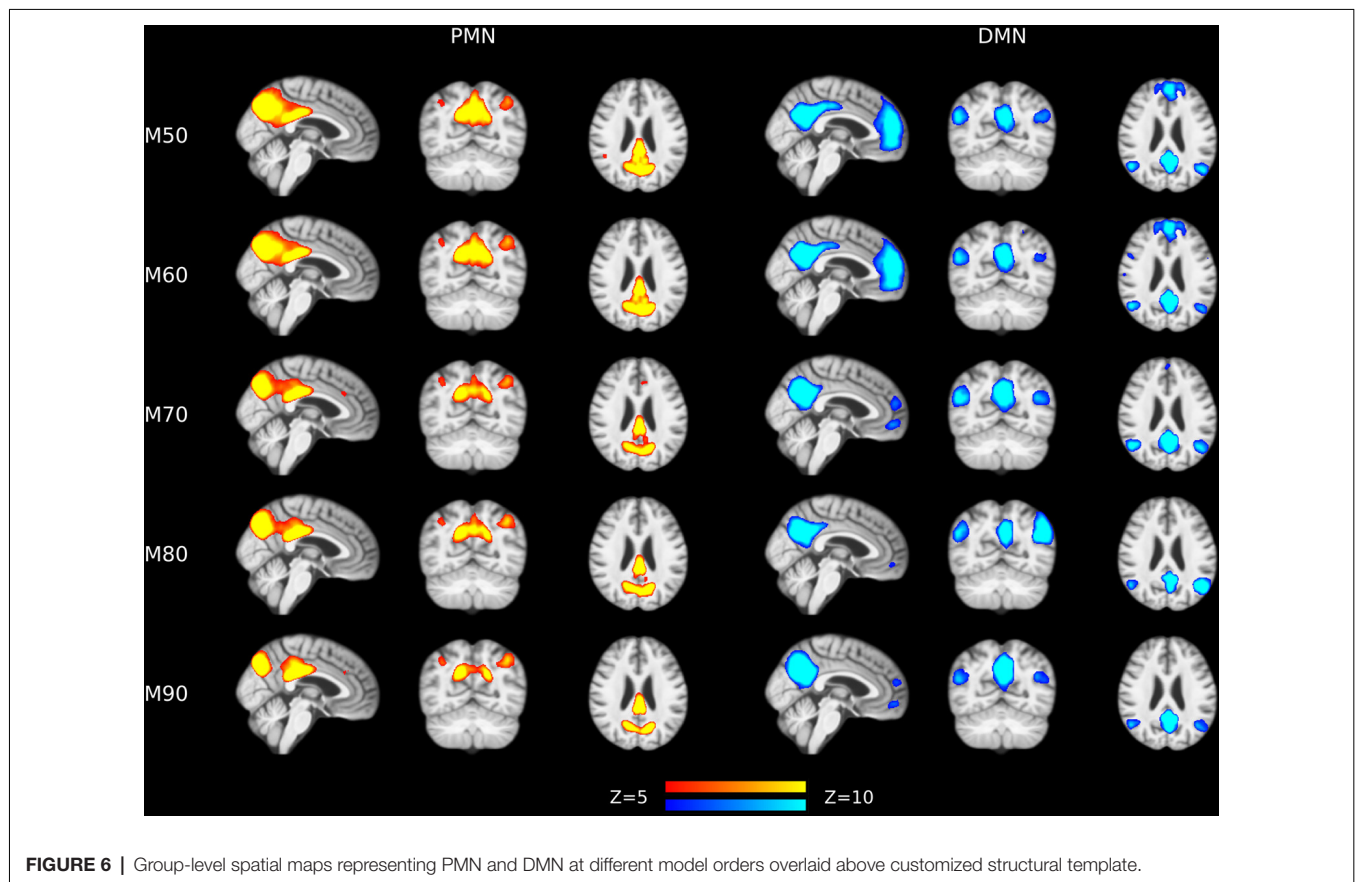 PMN DMN
M50
M60
M70
M80
M90
Z=5 Z=10
FIGURE 6 | Group-level spatial maps representing PMN and DMN at different model orders overlaid above customized structural template.